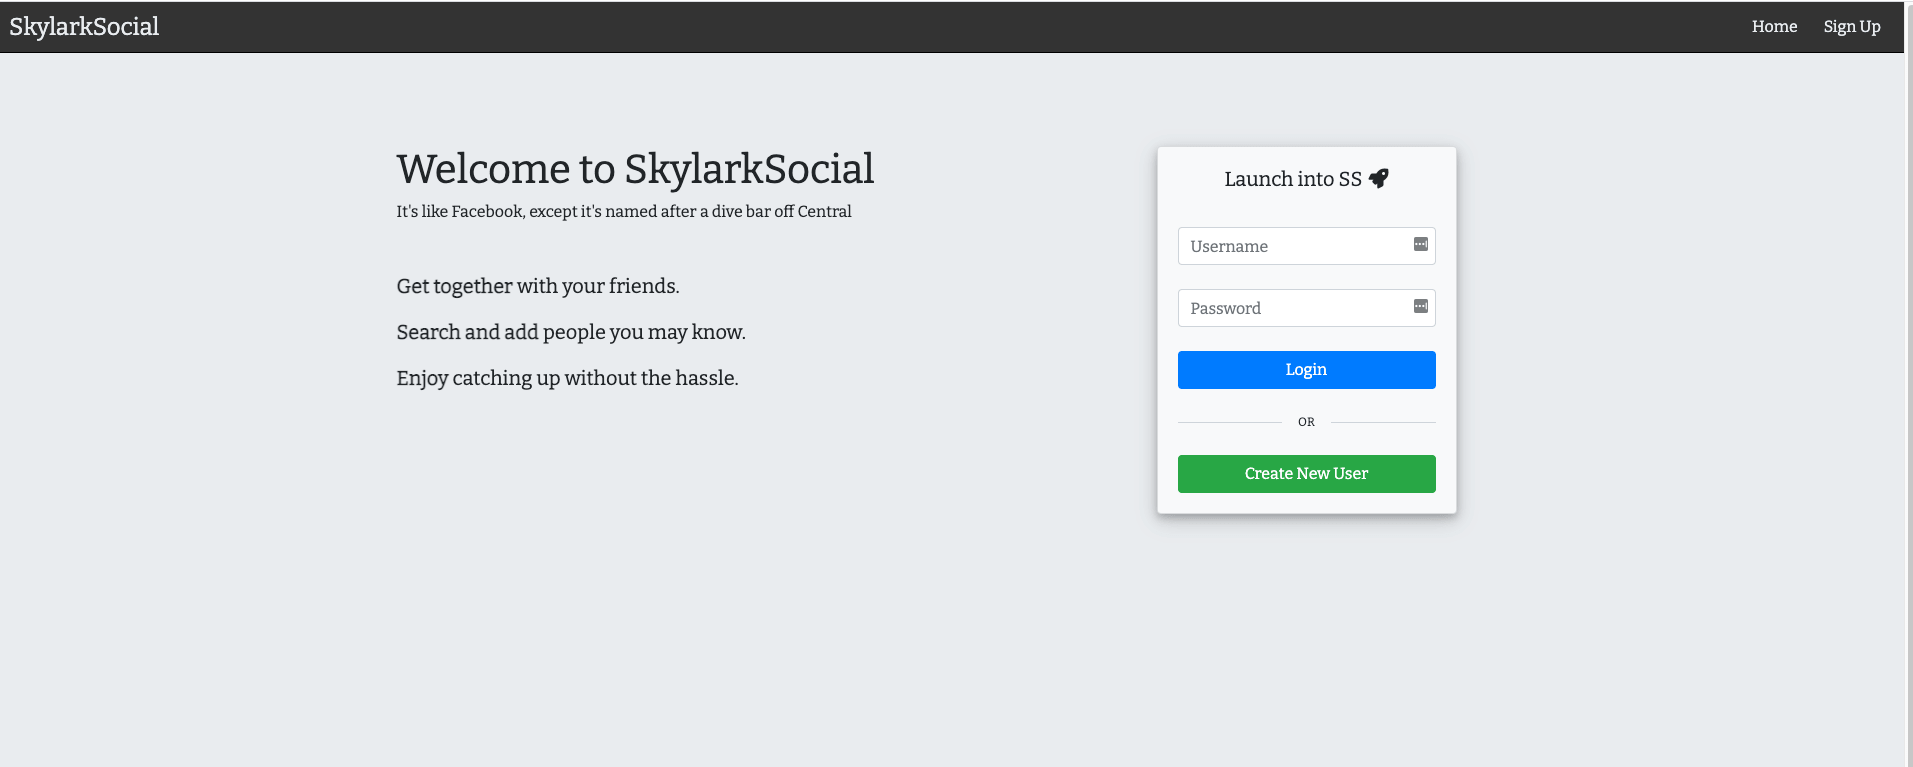 SkylarkSocial
Home
Sign Up
Welcome to SkylarkSocial
It's like Facebook, except it's named after a dive bar off Central
Get together with your friends.
Search and add people you may know.
Enjoy catching up without the hassle.
Launch into SS
Username
Password
Login
OR
Create New User